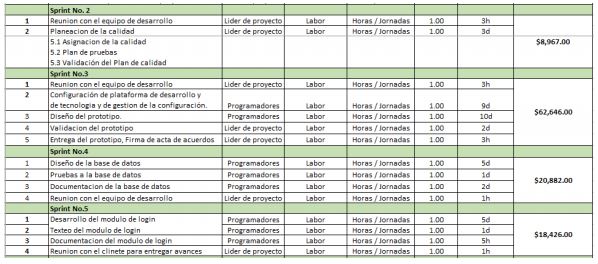 Sprint No. 2
1 Reunion con el equipo de desarrollo Lider de proyecto Labor Horas / Jornadas 1.00 3h
2 Planeacion de la calidad Lider de proyecto Labor Horas / Jornadas 1.00 3d
5.1 Asignacion de la calidad
$8,967.00
5.2 Plan de pruebas
5.3 Validación del Plan de calidad
Sprint No.3
1 Reunion con el equipo de desarrollo Lider de proyecto Labor Horas / Jornadas 1.00 3h
2 Configuración de plataforma de desarrollo y
de tecnologia y de gestion de la configuración. Programadores Labor Horas / Jornadas 1.00 9d
$62,646.00
3 Diseño del prototipo. Programadores Labor Horas / Jornadas 1.00 10d
4 Validacion del prototipo Lider de proyecto Labor Horas / Jornadas 1.00 2d
5 Entrega del prototipo, Firma de acta de acuerdos Lider de proyecto Labor Horas / Jornadas 1.00 3h
Sprint No.4
1 Diseño de la base de datos Programadores Labor Horas / Jornadas 1.00 5d
2 Pruebas a la base de datos Programadores Labor Horas / Jornadas 1.00 1d
$20,882.00
3 Documentacion de la base de datos Programadores Labor Horas / Jornadas 1.00 2d
4 Reunion con el cliente Lider de proyecto Labor Horas / Jornadas 1.00 1h
Sprint No.5
1 Desarrollo del modulo de login Programadores Labor Horas / Jornadas 1.00 5d
2 Texteo del modulo de login Programadores Labor Horas / Jornadas 1.00 1d
$18,426.00
3 Documentacion del modulo de login Programadores Labor Horas / Jornadas 1.00 5h
4 Reunion con el clinete para entregar avances Lider de proyecto Labor Horas / Jornadas 1.00 1h